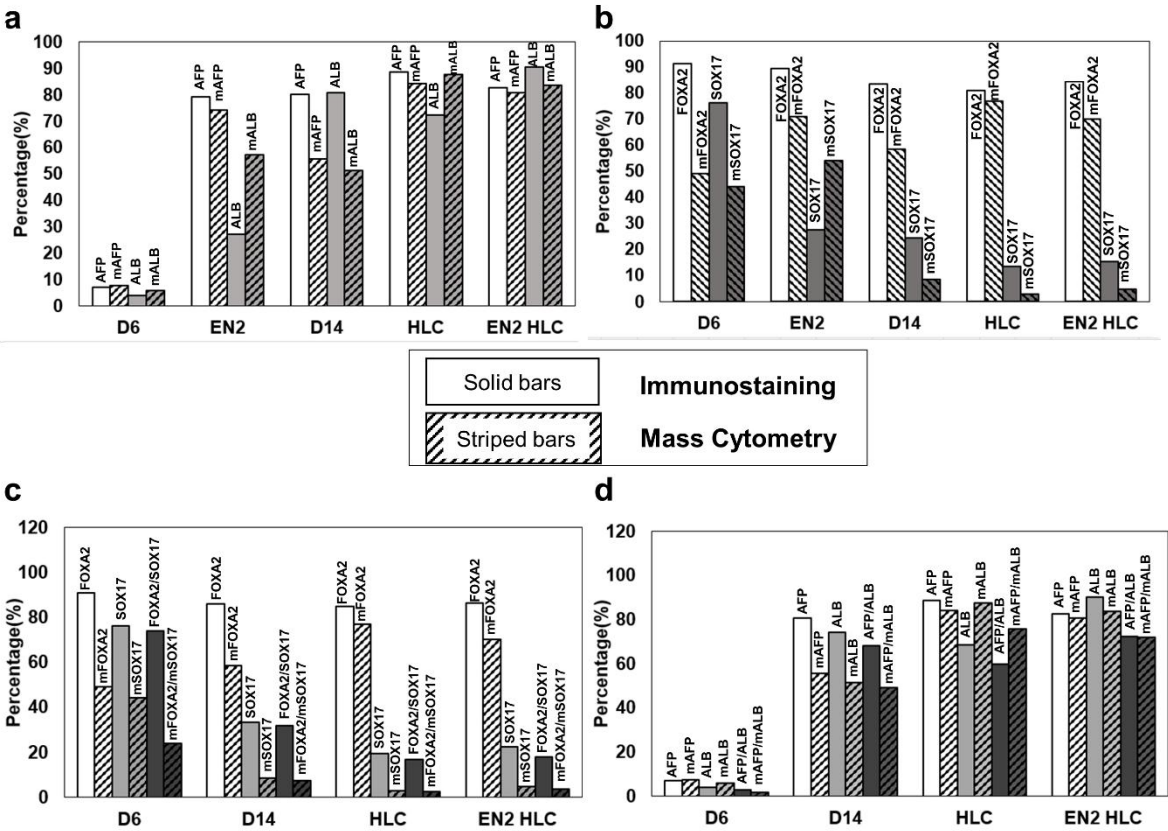 a
Percentage(%)
100
90
80
70
60
50
40
30
20
10
0
AFP
mAFP
ALB
mALB
AFP
mAFP
ALB
mALB
AFP
mAFP
ALB
mALB
AFP
mAFP
ALB
mALB
AFP
mAFP
ALB
mALB
D6 EN2 D14 HLC EN2 HLC
b
Percentage(%)
100
90
80
70
60
50
40
30
20
10
0
FOXA2
mFOXA2
SOX17
mSOX17
FOXA2
mFOXA2
SOX17
mSOX17
FOXA2
mFOXA2
SOX17
mSOX17
FOXA2
mFOXA2
SOX17
mSOX17
FOXA2
mFOXA2
SOX17
mSOX17
D6 EN2 D14 HLC EN2 HLC
Solid bars Immunostaining
Striped bars Mass Cytometry
c
Percentage(%)
120
100
80
60
40
20
0
FOXA2
mFOXA2
SOX17
mSOX17
FOXA2/SOX17
mFOXA2/mSOX17
FOXA2
mFOXA2
SOX17
mSOX17
FOXA2/SOX17
mFOXA2/mSOX17
FOXA2
mFOXA2
SOX17
mSOX17
FOXA2/SOX17
mFOXA2/mSOX17
FOXA2
mFOXA2
SOX17
mSOX17
FOXA2/SOX17
mFOXA2/mSOX17
D6 D14 HLC EN2 HLC
d
Percentage(%)
120
100
80
60
40
20
0
AFP
mAFP
ALB
mALB
AFP/ALB
mAFP/mALB
AFP
mAFP
ALB
mALB
AFP/ALB
mAFP/mALB
AFP
mAFP
ALB
mALB
AFP/ALB
mAFP/mALB
AFP
mAFP
ALB
mALB
AFP/ALB
mAFP/mALB
D6 D14 HLC EN2 HLC